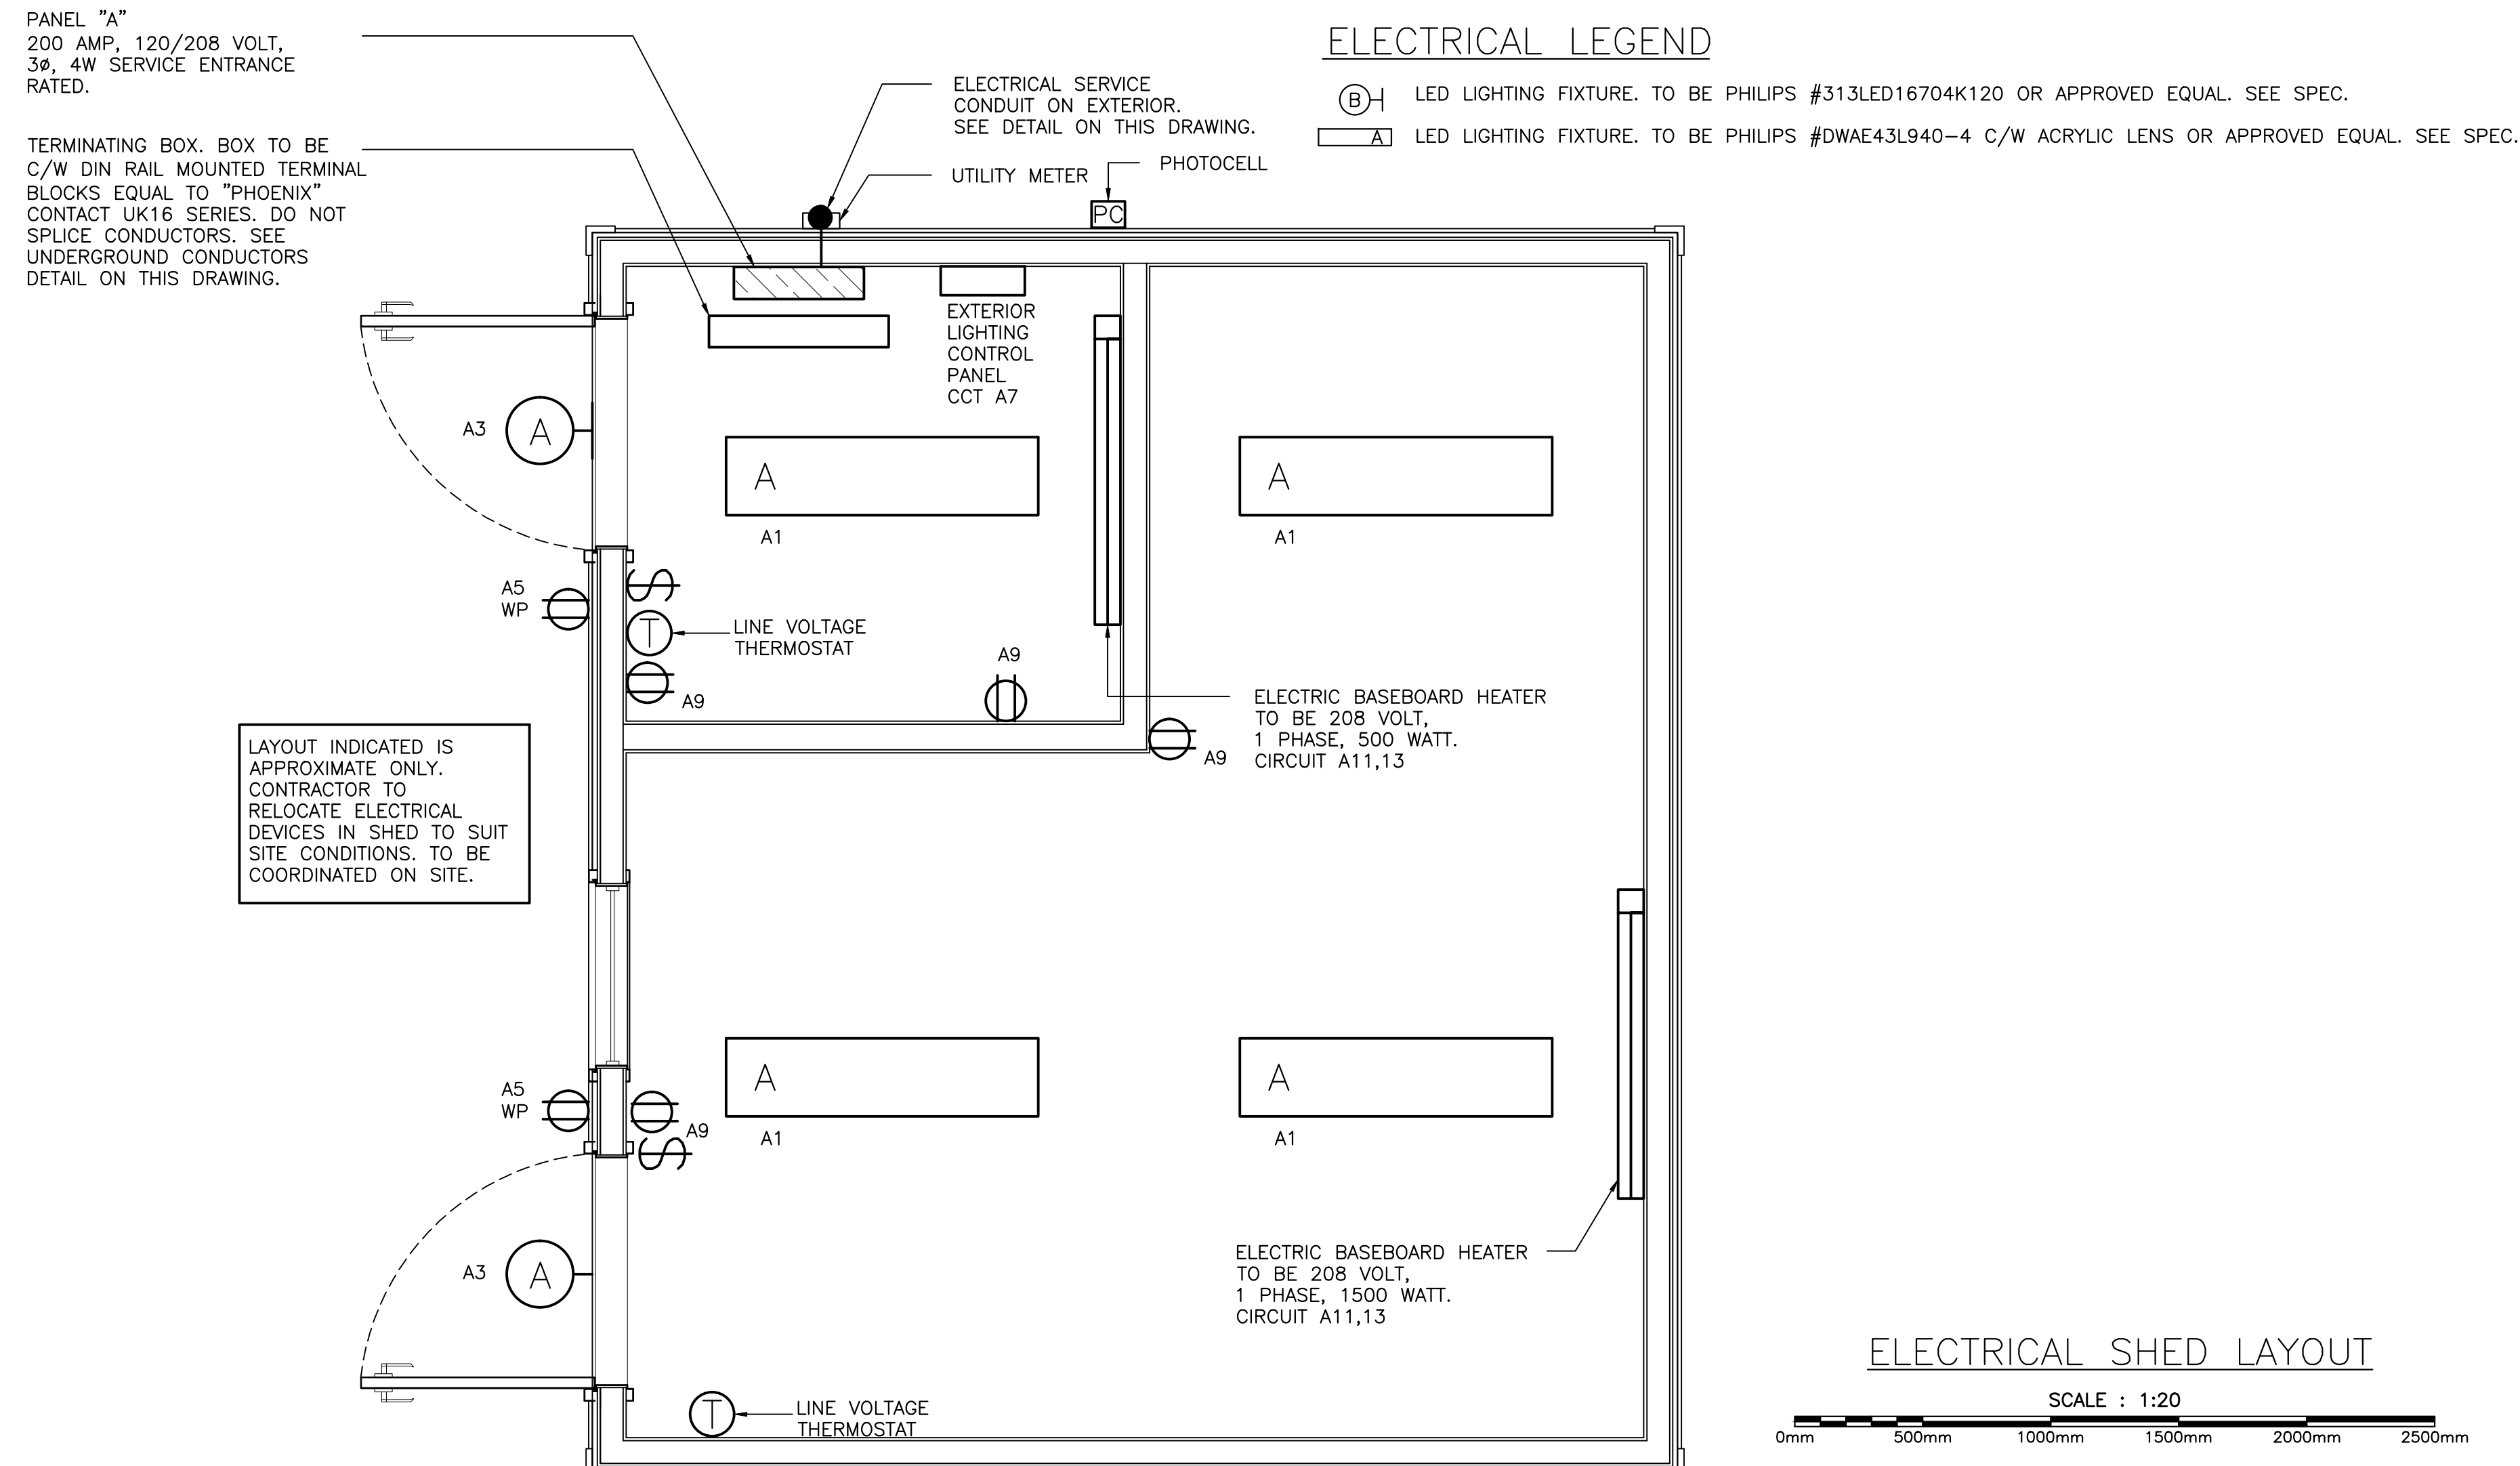 PANEL "A"
200 AMP, 120/208 VOLT,
3ø, 4W SERVICE ENTRANCE
RATED.
TERMINATING BOX. BOX TO BE
C/W DIN RAIL MOUNTED TERMINAL
BLOCKS EQUAL TO "PHOENIX"
CONTACT UK16 SERIES. DO NOT
SPLICE CONDUCTORS. SEE
UNDERGROUND CONDUCTORS
DETAIL ON THIS DRAWING.
ELECTRICAL SERVICE
CONDUIT ON EXTERIOR.
SEE DETAIL ON THIS DRAWING.
UTILITY METER
PHOTOCELL
PC
ELECTRICAL LEGEND
B LED LIGHTING FIXTURE. TO BE PHILIPS #313LED16704K120 OR APPROVED EQUAL. SEE SPEC.
A LED LIGHTING FIXTURE. TO BE PHILIPS #DWAE43L940-4 C/W ACRYLIC LENS OR APPROVED EQUAL. SEE SPEC.
EXTERIOR
LIGHTING
CONTROL
PANEL
CCT A7
A3
A
A
A1
A
A1
A5
WP
S
T
LINE VOLTAGE
THERMOSTAT
A9
A9
A9
ELECTRIC BASEBOARD HEATER
TO BE 208 VOLT,
1 PHASE, 500 WATT.
CIRCUIT A11,13
LAYOUT INDICATED IS
APPROXIMATE ONLY.
CONTRACTOR TO
RELOCATE ELECTRICAL
DEVICES IN SHED TO SUIT
SITE CONDITIONS. TO BE
COORDINATED ON SITE.
A
A1
A
A1
A5
WP
A9
S
A3
A
ELECTRIC BASEBOARD HEATER
TO BE 208 VOLT,
1 PHASE, 1500 WATT.
CIRCUIT A11,13
T
LINE VOLTAGE
THERMOSTAT
ELECTRICAL SHED LAYOUT
SCALE : 1:20
0mm 500mm 1000mm 1500mm 2000mm 2500mm